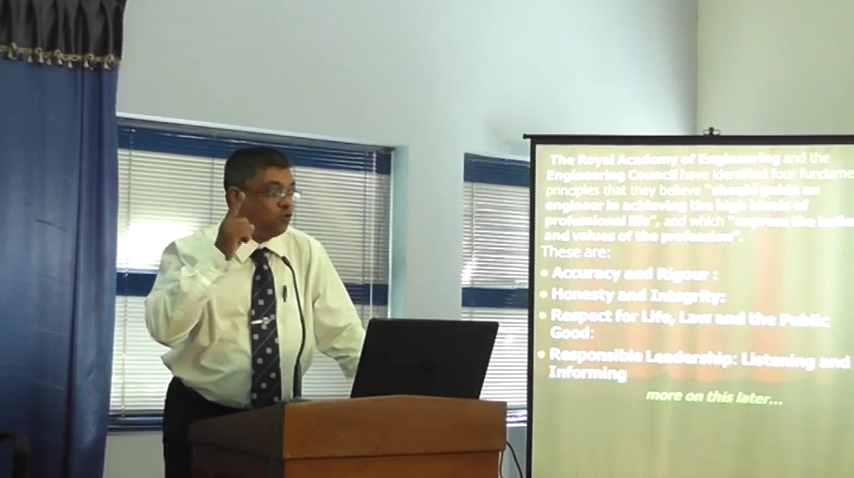 The Royal Academy of Engineering and the
Engineering Council have identified four fundame
principles that they believe "should guide an
engineer in achieving the high ideals of
professional life", and which "express the belie
and values of the profession".
These are:
• Accuracy and Rigour :
• Honesty and Integrity:
• Respect for Life, Law and the Public
Good:
• Responsible Leadership: Listening and
Informing
more on this later...